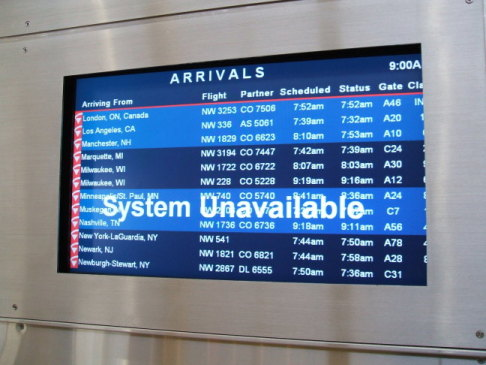 ARRIVALS 9:00A
Arriving From Flight Partner Scheduled Status Gate Cla
London, ON, Canada NW 3253 CO 7506 7:52am 7:52am A46 IN
Los Angeles, CA NW 336 AS 5061 7:39am 7:32am A20
Manchester, NH NW 1829 CO 6623 8:10am 7:53am A10
Marquette, MI NW 3194 CO 7447 7:42am 7:39am C24
Milwaukee, WI NW 1722 CO 6722 8:07am 8:03am A30
Milwaukee, WI NW 228 CO 5228 9:19am 9:16am A12
Minneapolis/St. Paul, MN NW 740 CO 5740 8:41am 8:36am A24
System Unavailable
Muskegon C7
Nashville, TN NW 1736 CO 6736 9:18am 9:11am A56
New York-LaGuardia, NY NW 541 7:44am 7:50am A78
Newark, NJ NW 1821 CO 6821 7:44am 7:58am A28
Newburgh-Stewart, NY NW 2867 DL 6555 7:50am 7:36am C31